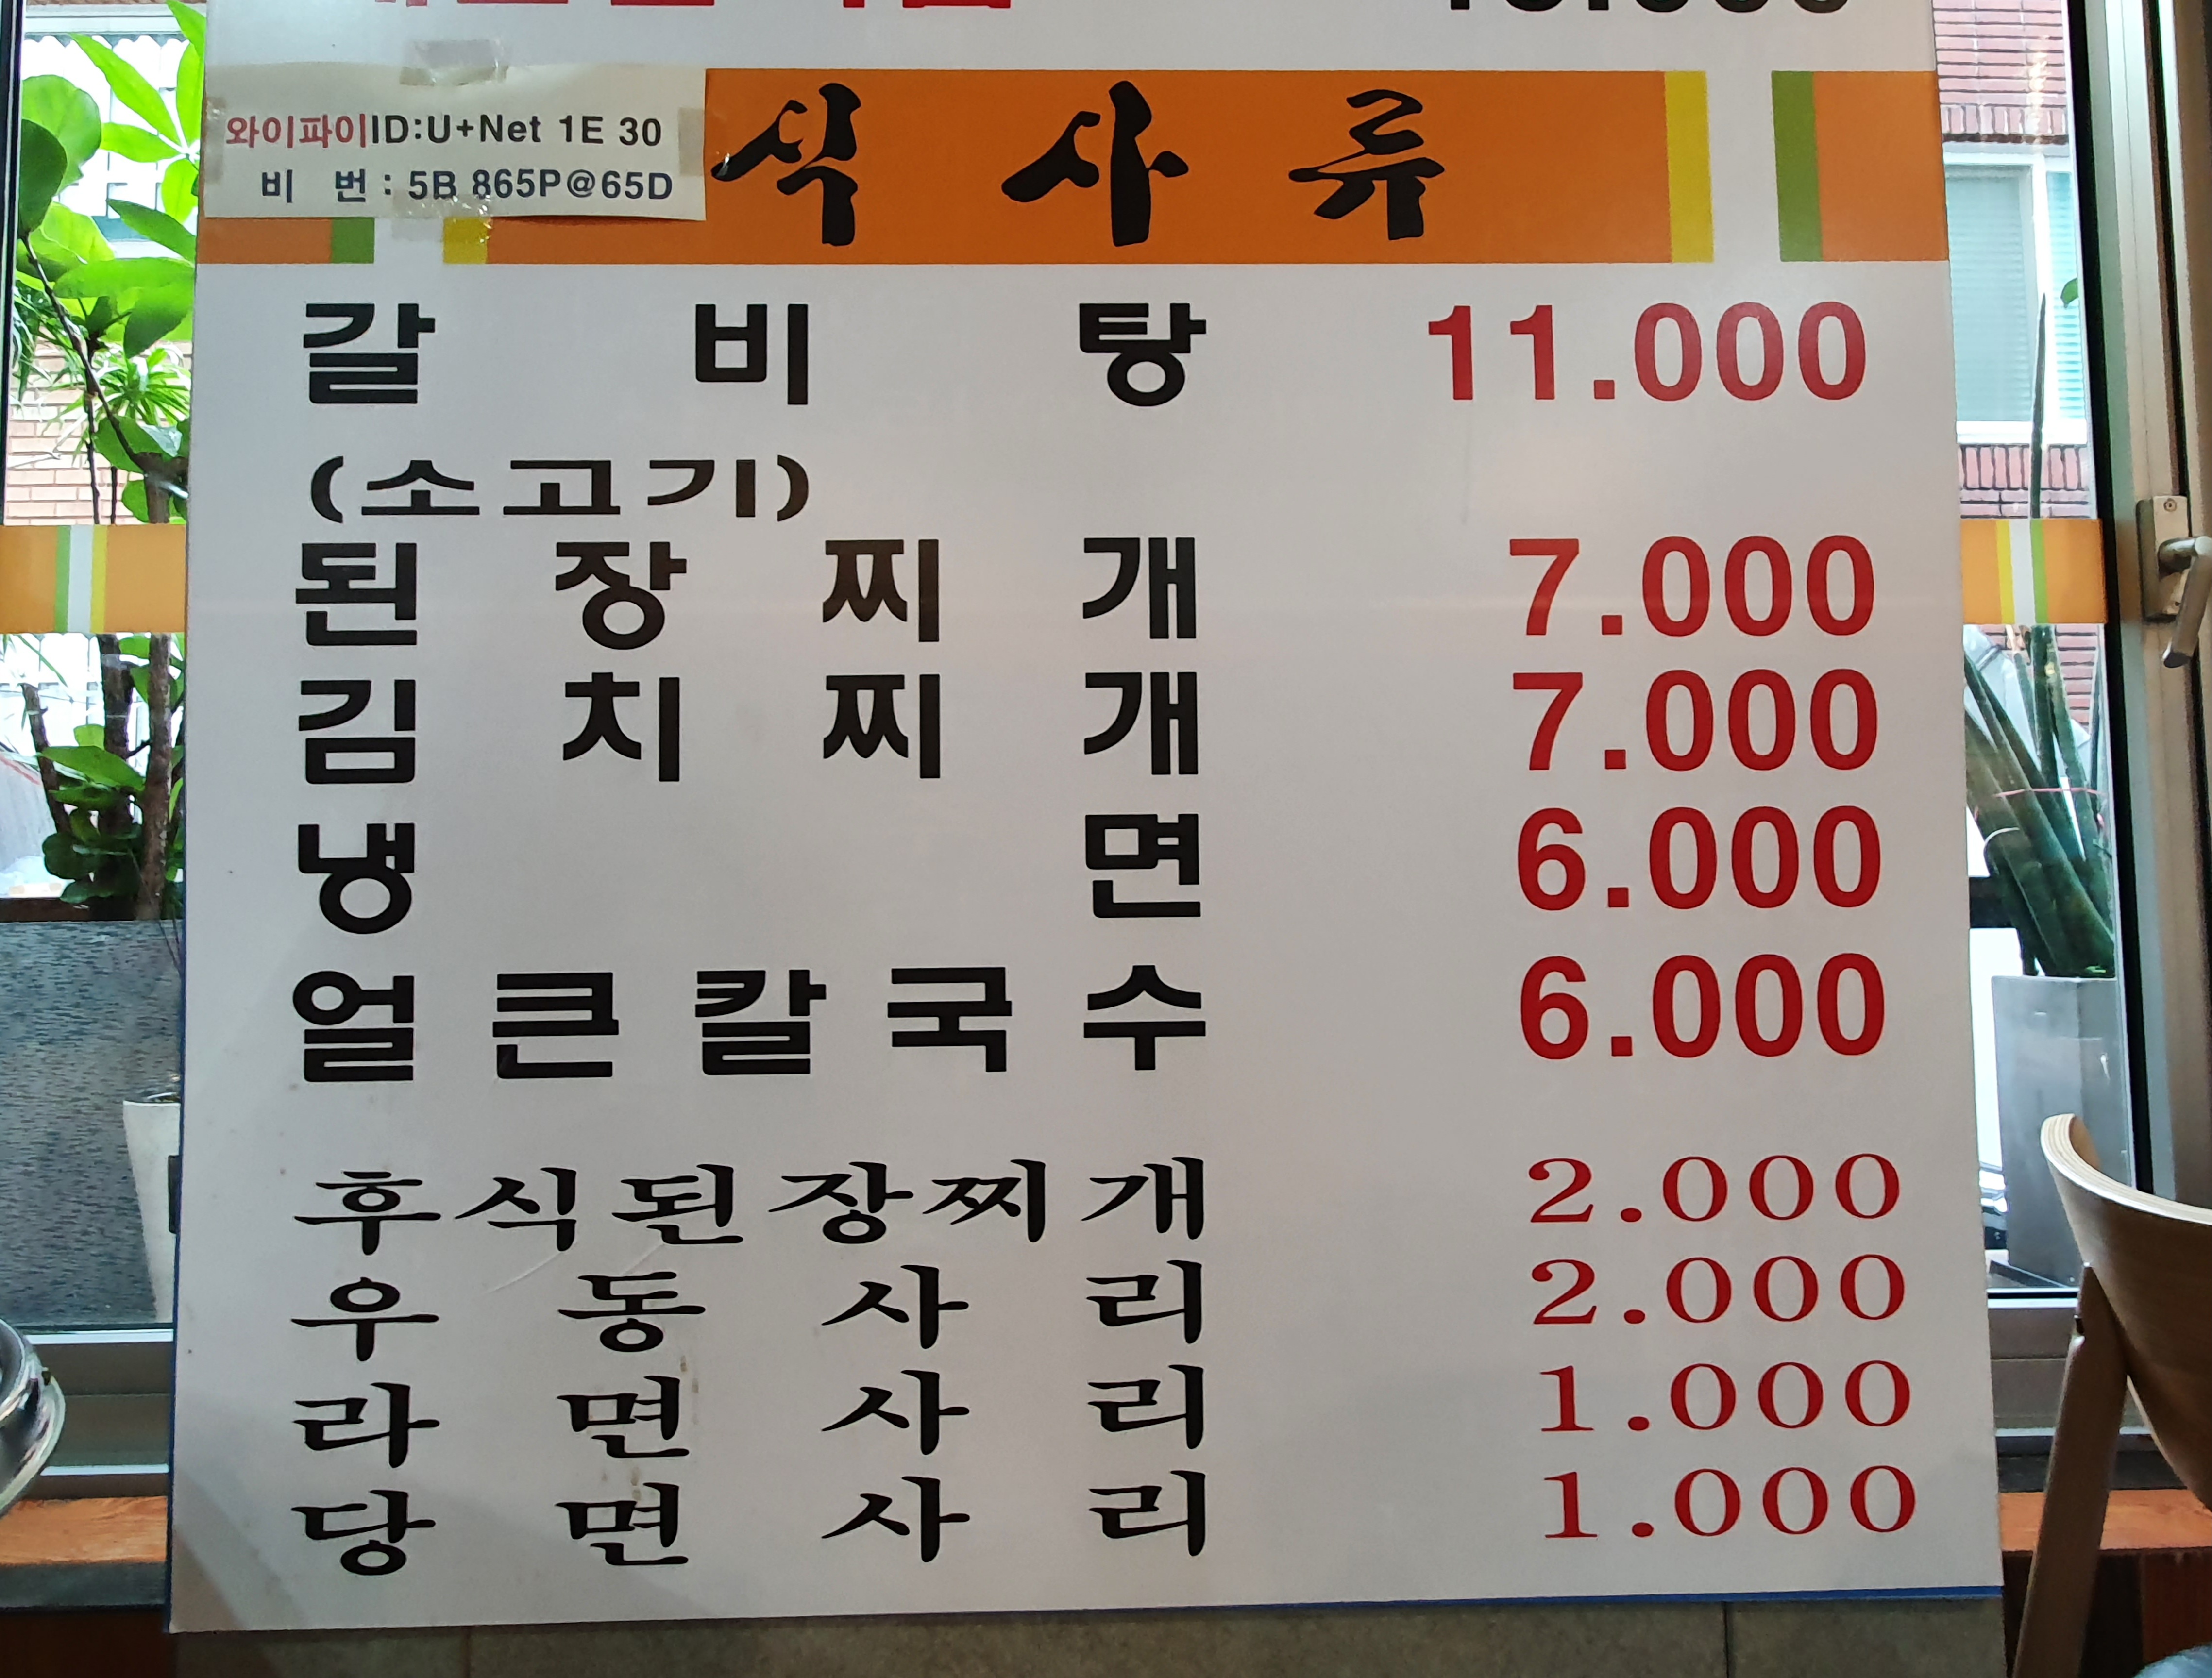 와이파이ID:U+Net 1E 30
비 번 : 5B 865P@65D
식 사 류
갈 비 탕 11.000
(소고기)
된 장 찌 개 7.000
김 치 찌 개 7.000
냉 면 6.000
얼 큰 칼 국 수 6.000
후 식 된 장 찌 개 2.000
우 동 사 리 2.000
라 면 사 리 1.000
당 면 사 리 1.000